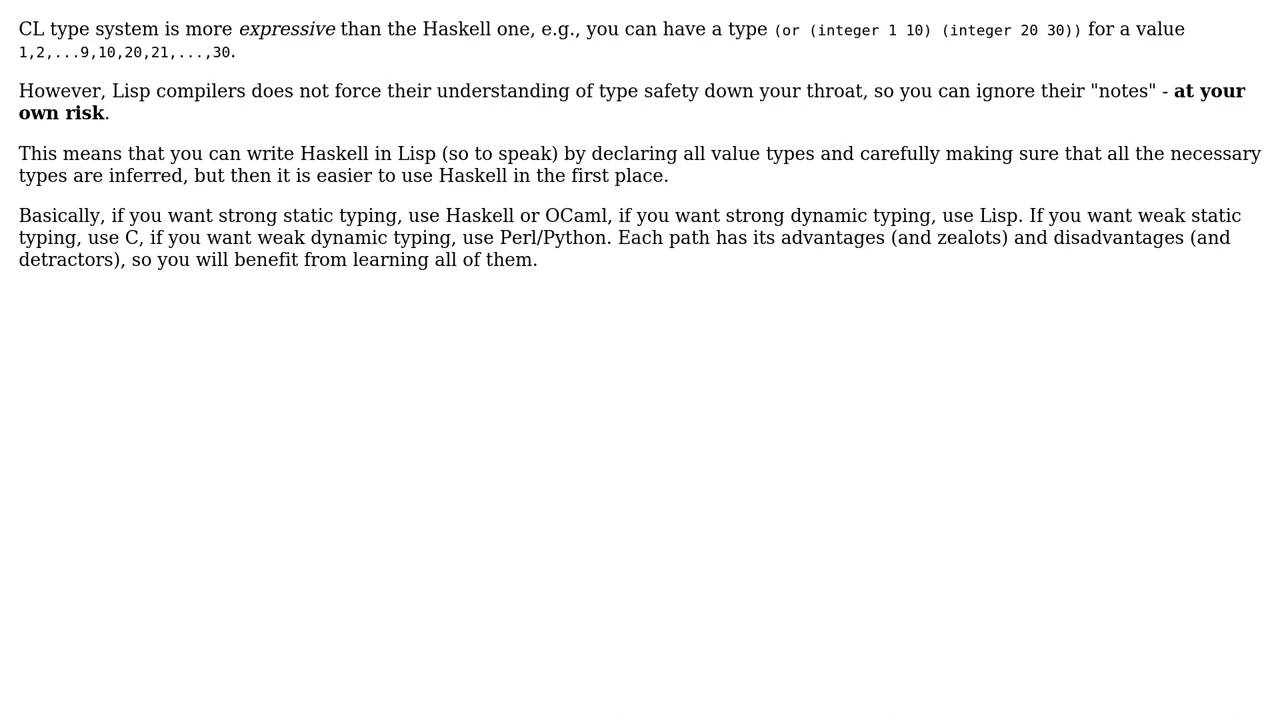 CL type system is more expressive than the Haskell one, e.g., you can have a type (or (integer 1 10) (integer 20 30)) for a value
1,2,...9,10,20,21,...,30.
However, Lisp compilers does not force their understanding of type safety down your throat, so you can ignore their "notes" - at your
own risk.
This means that you can write Haskell in Lisp (so to speak) by declaring all value types and carefully making sure that all the necessary
types are inferred, but then it is easier to use Haskell in the first place.
Basically, if you want strong static typing, use Haskell or OCaml, if you want strong dynamic typing, use Lisp. If you want weak static
typing, use C, if you want weak dynamic typing, use Perl/Python. Each path has its advantages (and zealots) and disadvantages (and
detractors), so you will benefit from learning all of them.